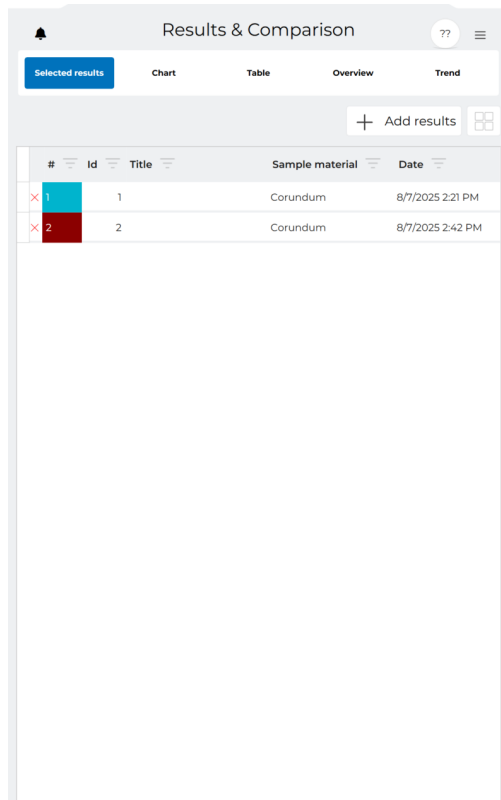 Results & Comparison
??
Selected results Chart Table Overview Trend
Add results
# Id Title Sample material Date
1 1 Corundum 8/7/2025 2:21 PM
2 2 Corundum 8/7/2025 2:42 PM